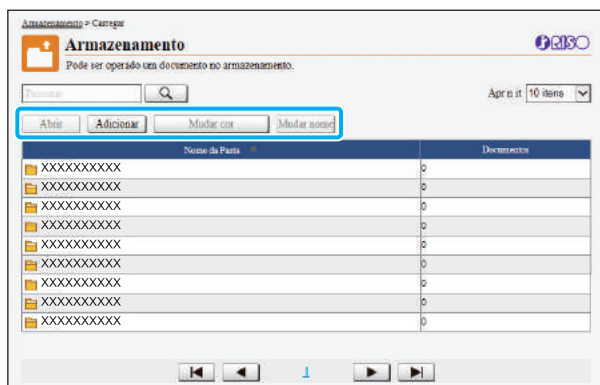 Armazenamento > Carregar
Armazenamento
RISO
Pode ser operado um documento no armazenamento.
Procurar
Apr n it 10 itens
Abrir Adicionar Mudar cor Mudar nome
Nome da Pasta Documentos
XXXXXXXXXX 0
XXXXXXXXXX 0
XXXXXXXXXX 0
XXXXXXXXXX 0
XXXXXXXXXX 0
XXXXXXXXXX 0
XXXXXXXXXX 0
XXXXXXXXXX 0
XXXXXXXXXX 0
1